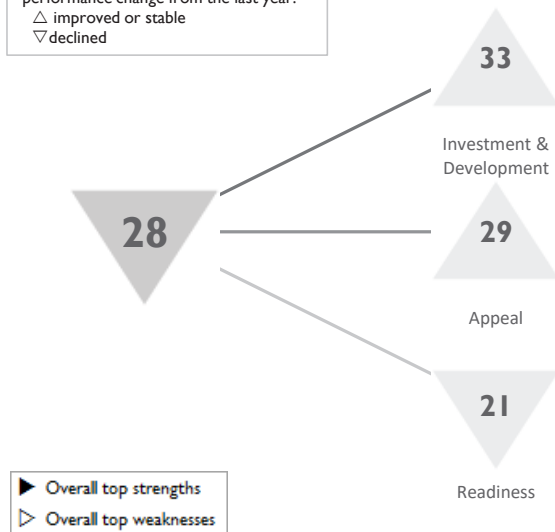 performance change from the last year:
△ improved or stable
▽ declined
33
Investment &
Development
28
29
Appeal
21
Readiness
▶ Overall top strengths
▷ Overall top weaknesses